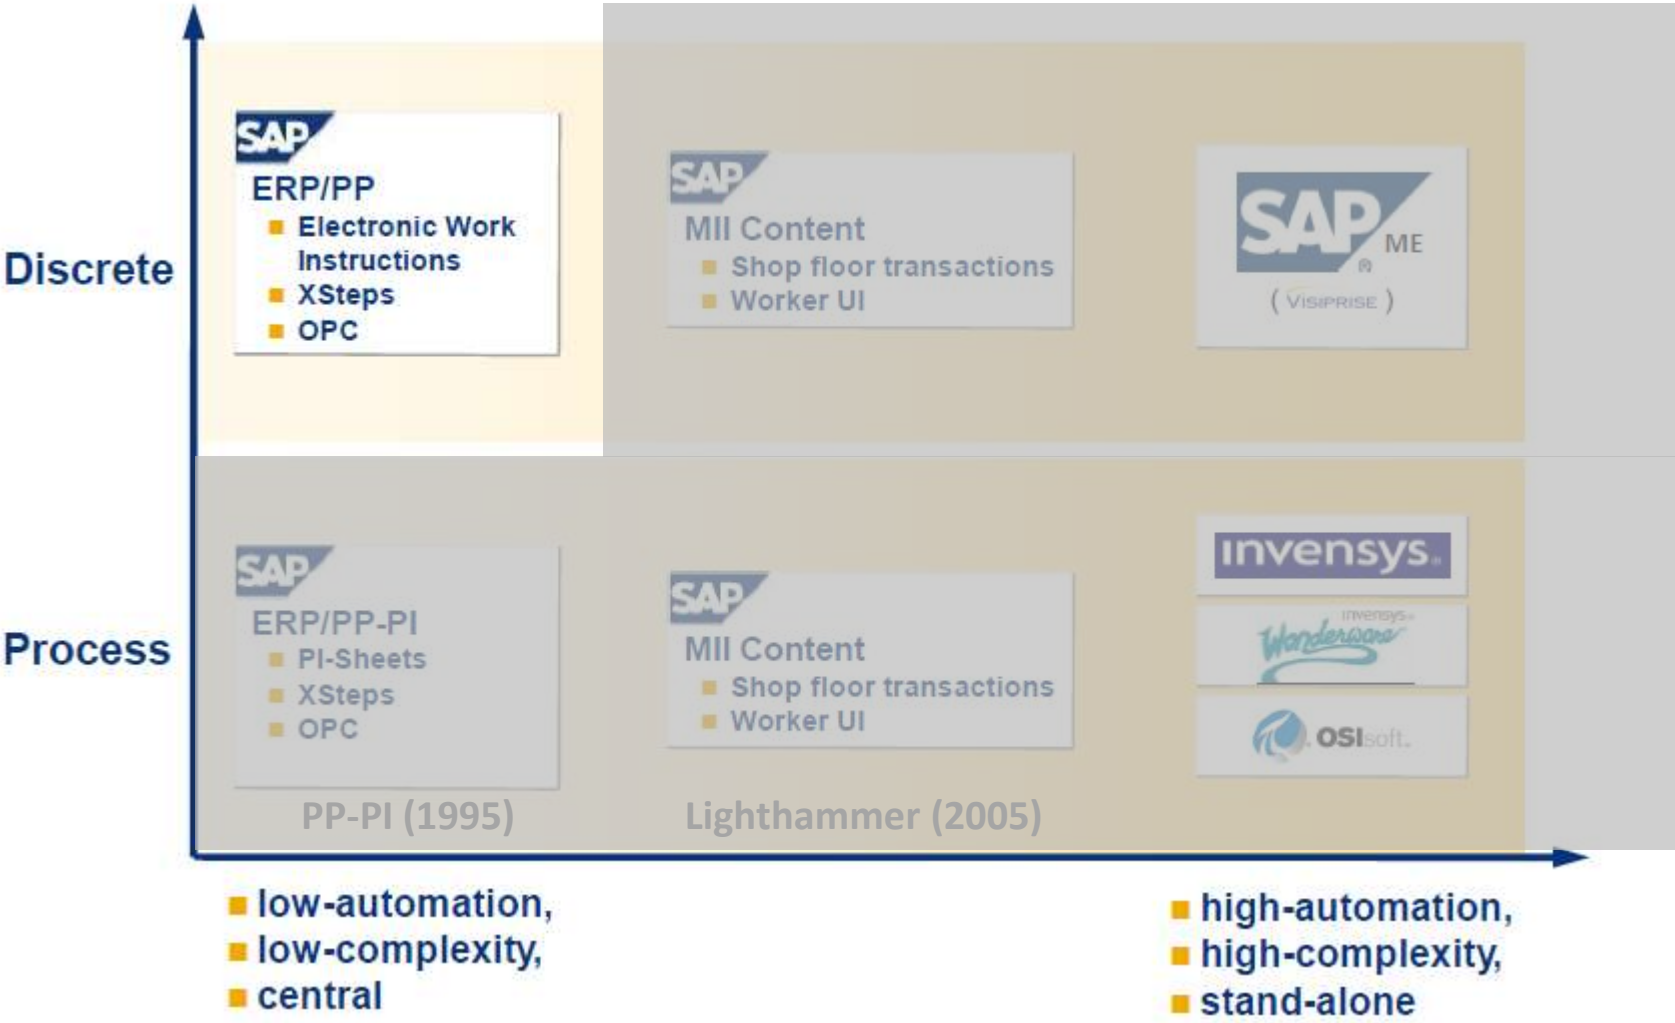 SAP
ERP/PP
Electronic Work
Instructions
XSteps
OPC
SAP
MII Content
Shop floor transactions
Worker UI
SAP ® ME
( VISIPRISE )
Discrete
SAP
ERP/PP-PI
PI-Sheets
XSteps
OPC
PP-PI (1995)
SAP
MII Content
Shop floor transactions
Worker UI
Lighthammer (2005)
invensys
invensys
Wonderware
OSIsoft.
Process
low-automation,
low-complexity,
central
high-automation,
high-complexity,
stand-alone